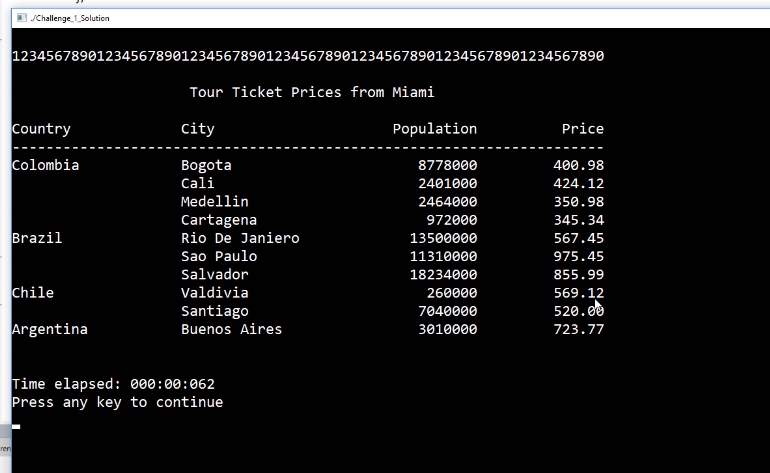 ./Challenge_1_Solution
1234567890123456789012345678901234567890123456789012345678901234567890
Tour Ticket Prices from Miami
Country City Population Price
----------------------------------------------------------------------
Colombia Bogota 8778000 400.98
Cali 2401000 424.12
Medellin 2464000 350.98
Cartagena 972000 345.34
Brazil Rio De Janiero 13500000 567.45
Sao Paulo 11310000 975.45
Salvador 18234000 855.99
Chile Valdivia 260000 569.12
Santiago 7040000 520.00
Argentina Buenos Aires 3010000 723.77
Time elapsed: 000:00:062
Press any key to continue
ren